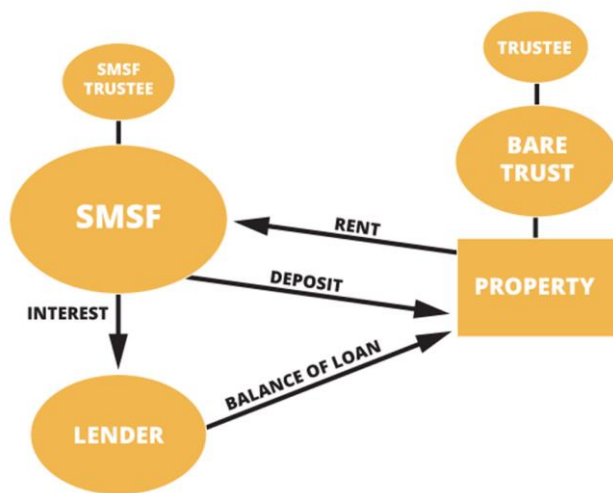 SMSF
TRUSTEE
TRUSTEE
BARE
TRUST
SMSF
RENT
DEPOSIT
PROPERTY
INTEREST
BALANCE OF LOAN
LENDER